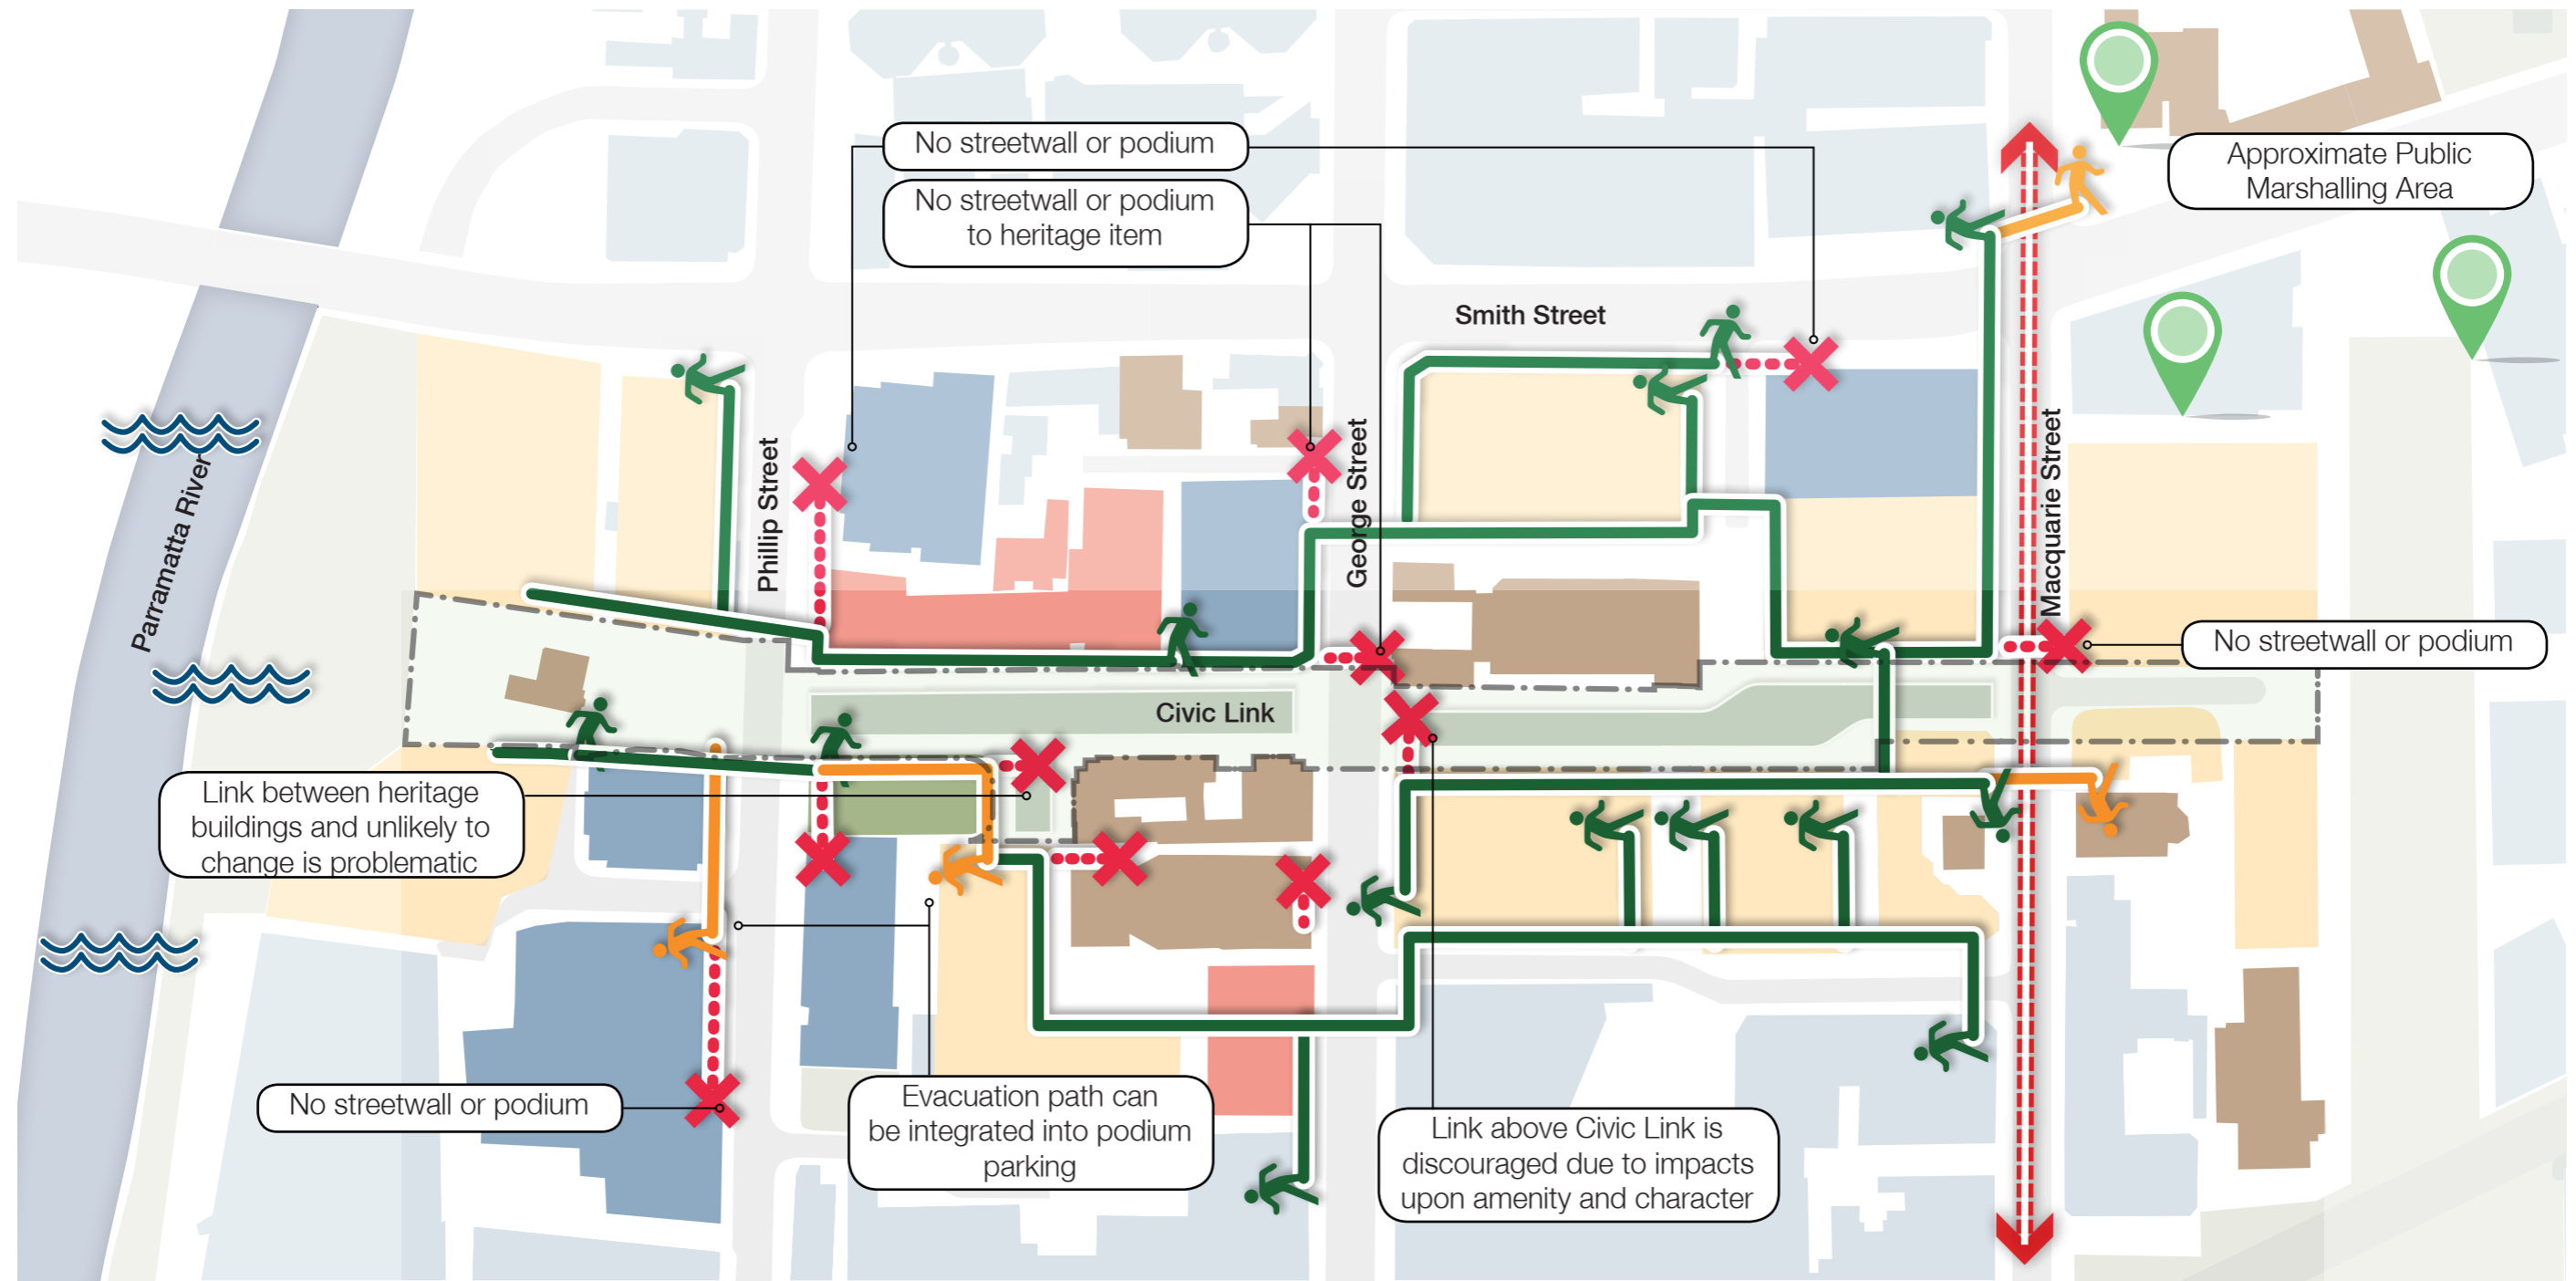 No streetwall or podium
No streetwall or podium
to heritage item
Approximate Public
Marshalling Area
Smith Street
Parramatta River
Phillip Street
George Street
Macquarie Street
No streetwall or podium
Civic Link
Link between heritage
buildings and unlikely to
change is problematic
No streetwall or podium
Evacuation path can
be integrated into podium
parking
Link above Civic Link is
discouraged due to impacts
upon amenity and character